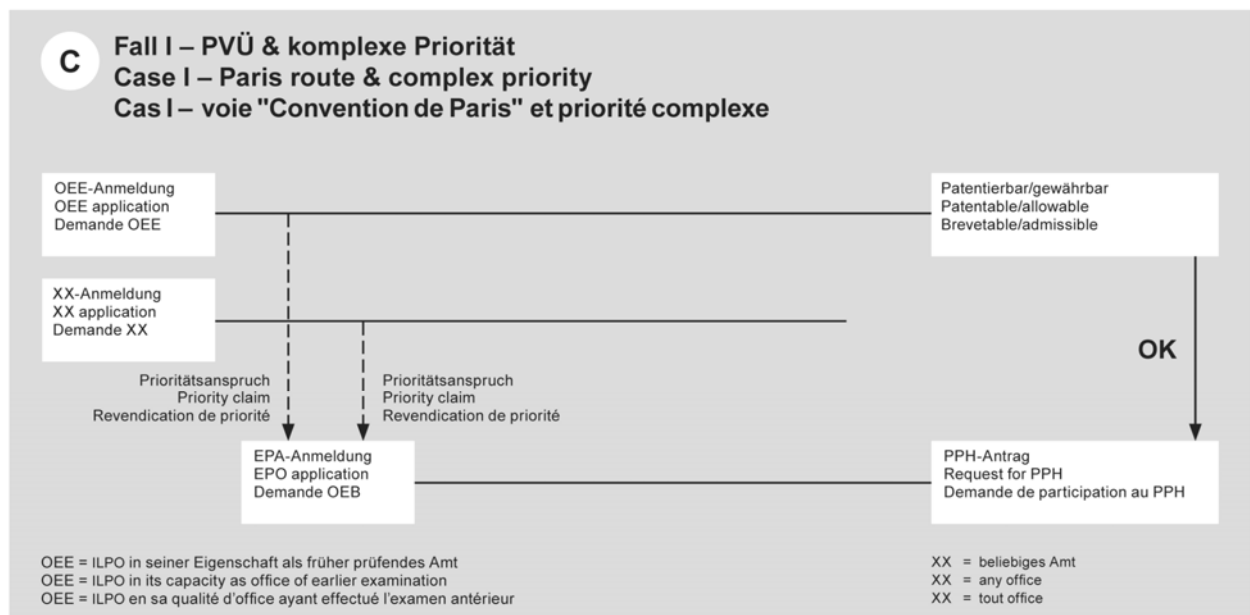 C
Fall I – PVÜ & komplexe Priorität
Case I – Paris route & complex priority
Cas I – voie "Convention de Paris" et priorité complexe
OEE-Anmeldung
OEE application
Demande OEE
Patentierbar/gewährbar
Patentable/allowable
Brevetable/admissible
XX-Anmeldung
XX application
Demande XX
OK
Prioritätsanspruch
Priority claim
Revendication de priorité
Prioritätsanspruch
Priority claim
Revendication de priorité
EPA-Anmeldung
EPO application
Demande OEB
PPH-Antrag
Request for PPH
Demande de participation au PPH
OEE = ILPO in seiner Eigenschaft als früher prüfendes Amt
OEE = ILPO in its capacity as office of earlier examination
OEE = ILPO en sa qualité d'office ayant effectué l'examen antérieur
XX = beliebiges Amt
XX = any office
XX = tout office